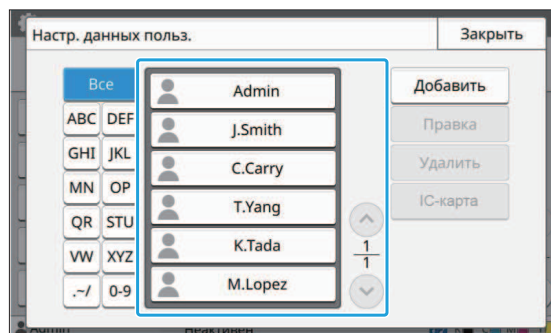 Настр. данных польз.
Закрыть
Все
ABC DEF
GHI JKL
MN OP
QR STU
VW XYZ
.~/ 0-9
Admin
J.Smith
C.Carry
T.Yang
K.Tada
M.Lopez
1
1
Добавить
Правка
Удалить
IC-карта